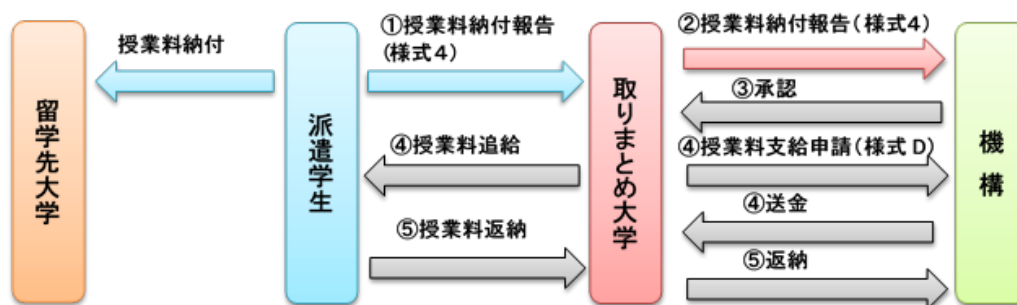 留学先大学
授業料納付
派遣学生
①授業料納付報告
(様式4)
④授業料追給
⑤授業料返納
取りまとめ大学
②授業料納付報告(様式4)
③承認
④授業料支給申請(様式D)
④送金
⑤返納
機構